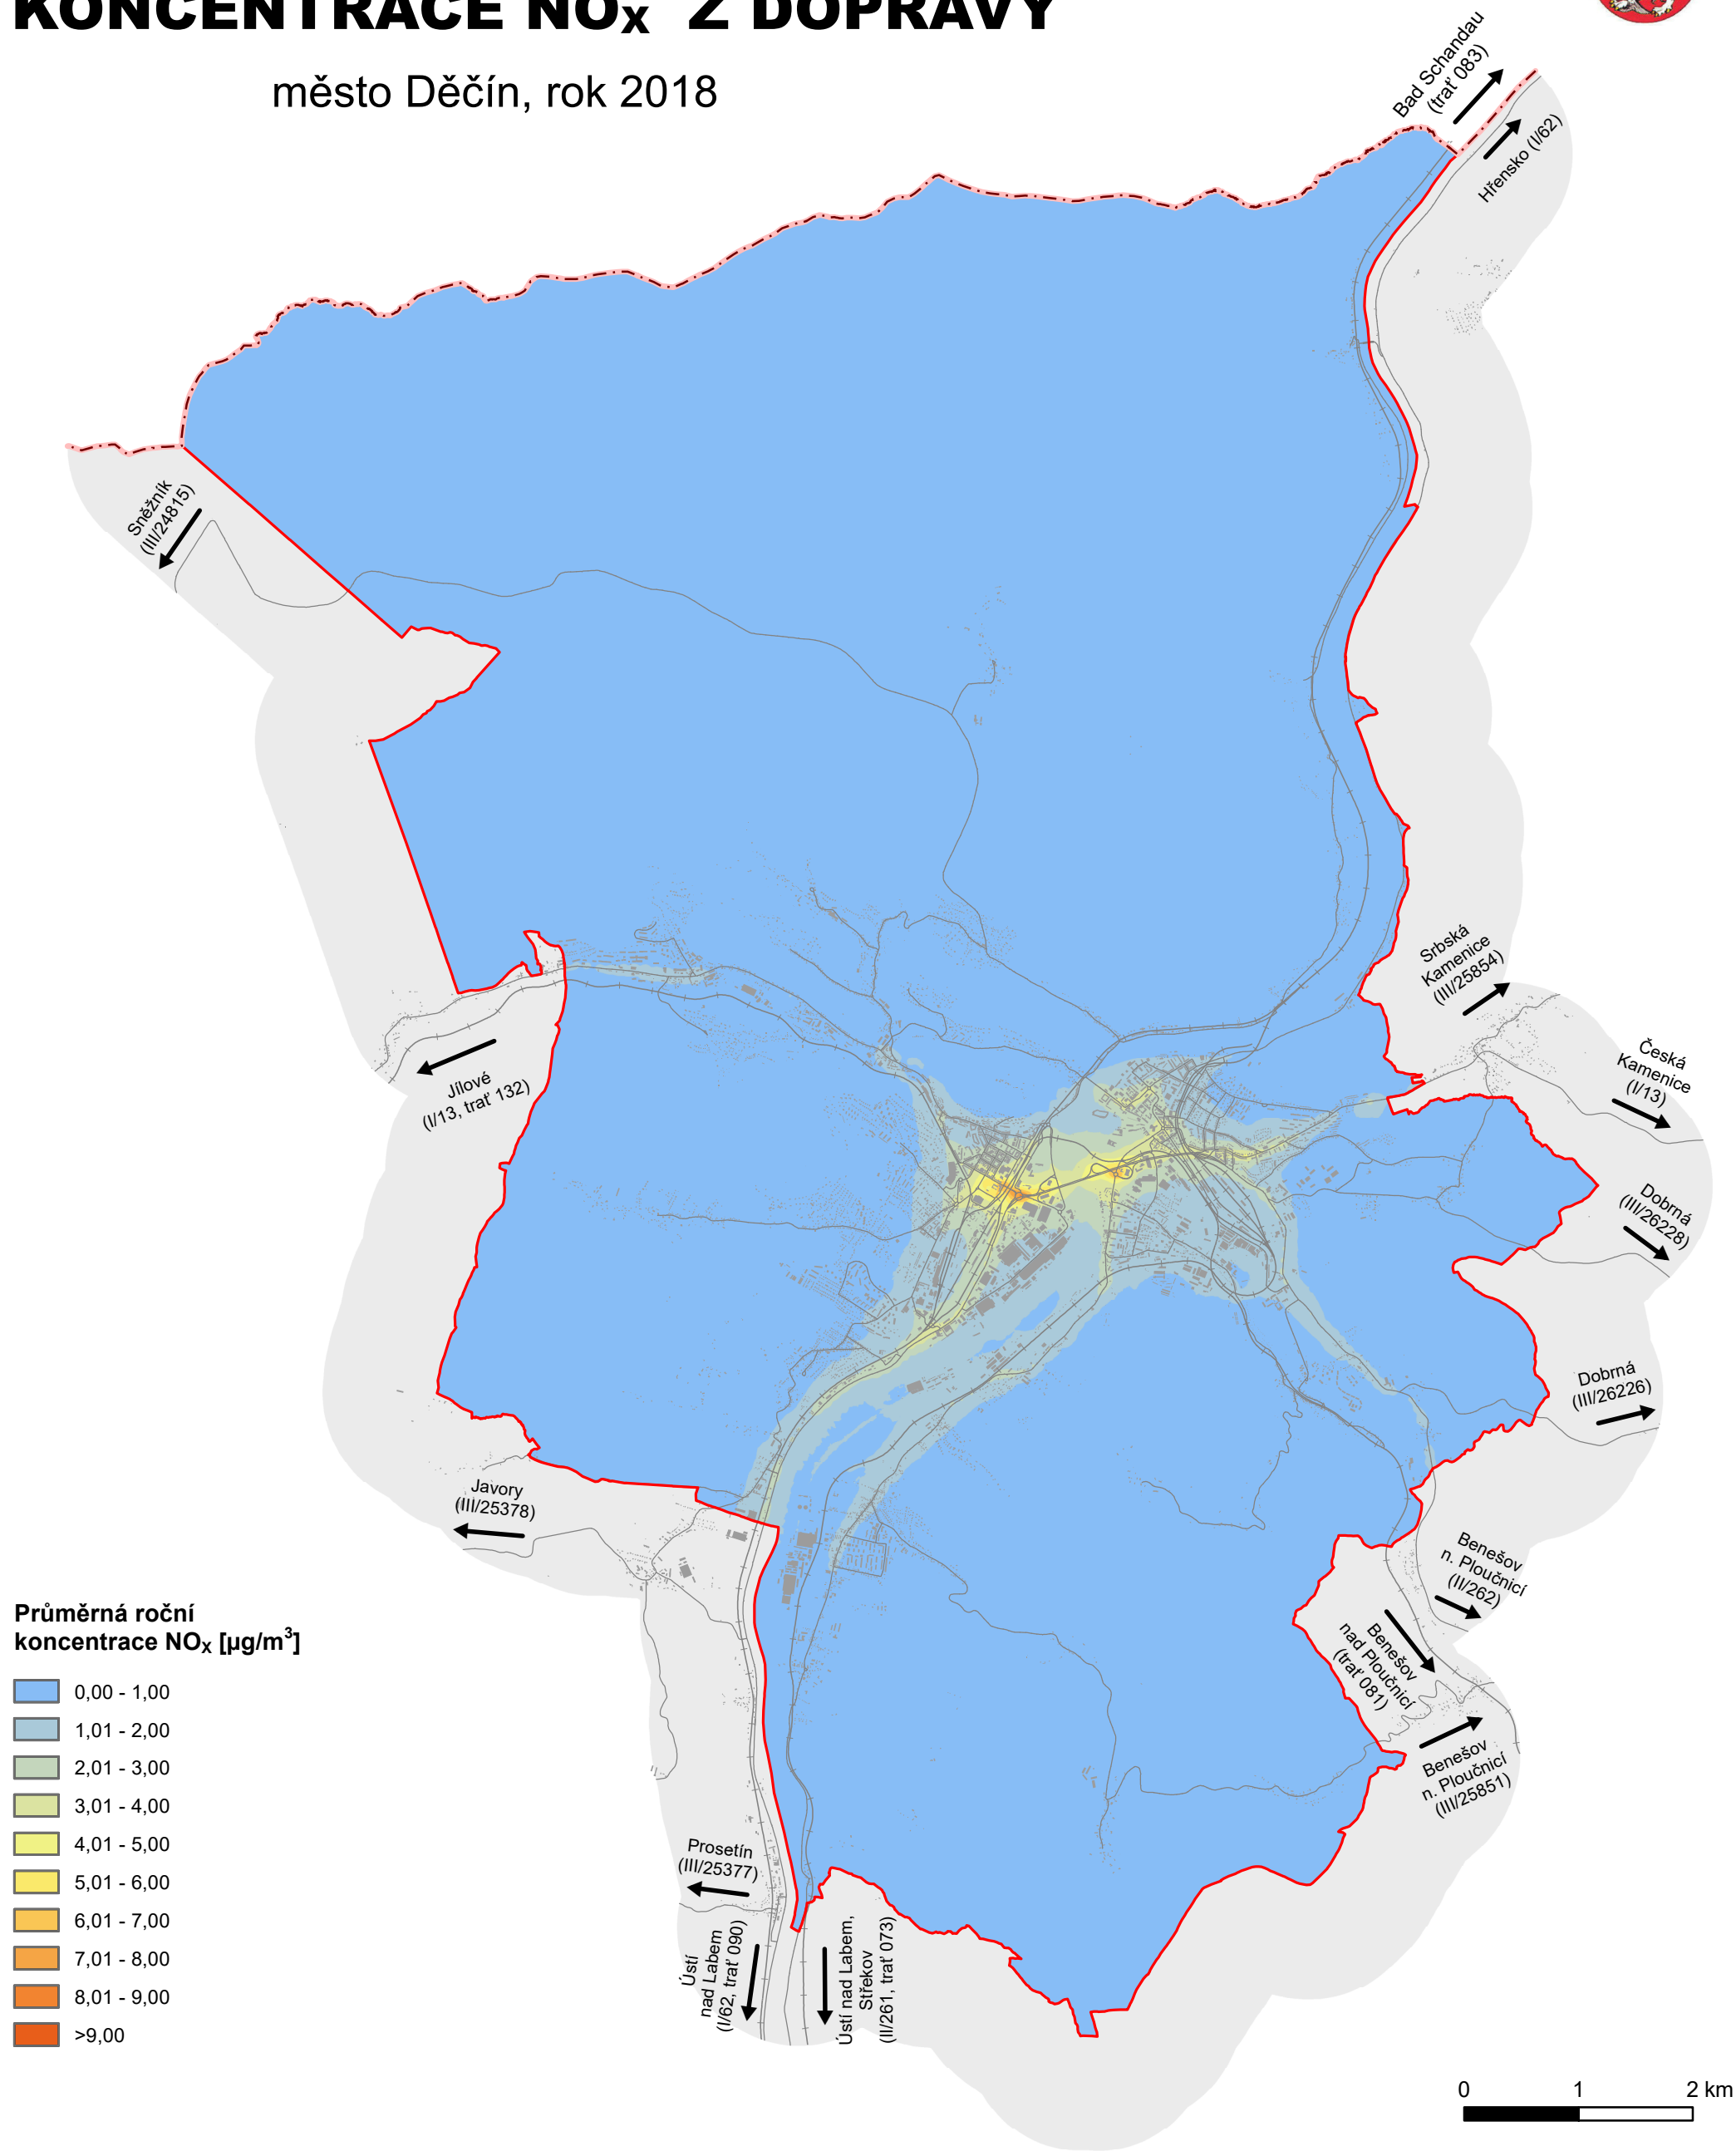 KONCENTRACE NOX Z DOPRAVY
město Děčín, rok 2018
Bad Schandau
(trať 083)
Hřensko (I/62)
Sněžník
(III/24815)
Srbská
Kamenice
(III/25854)
Česká
Kamenice
(I/13)
Jílové
(I/13, trať 132)
Dobrná
(III/26228)
Dobrná
(III/26226)
Javory
(III/25378)
Benešov
n. Ploučnicí
(II/262)
Benešov
nad Ploučnicí
(trať 081)
Benešov
n. Ploučnicí
(III/25851)
Prosetín
(III/25377)
Ústí
nad Labem
(I/62, trať 090)
Ústí nad Labem,
Střekov
(II/261, trať 073)
Průměrná roční
koncentrace NOX [µg/m³]
0,00 - 1,00
1,01 - 2,00
2,01 - 3,00
3,01 - 4,00
4,01 - 5,00
5,01 - 6,00
6,01 - 7,00
7,01 - 8,00
8,01 - 9,00
>9,00
0 1 2 km